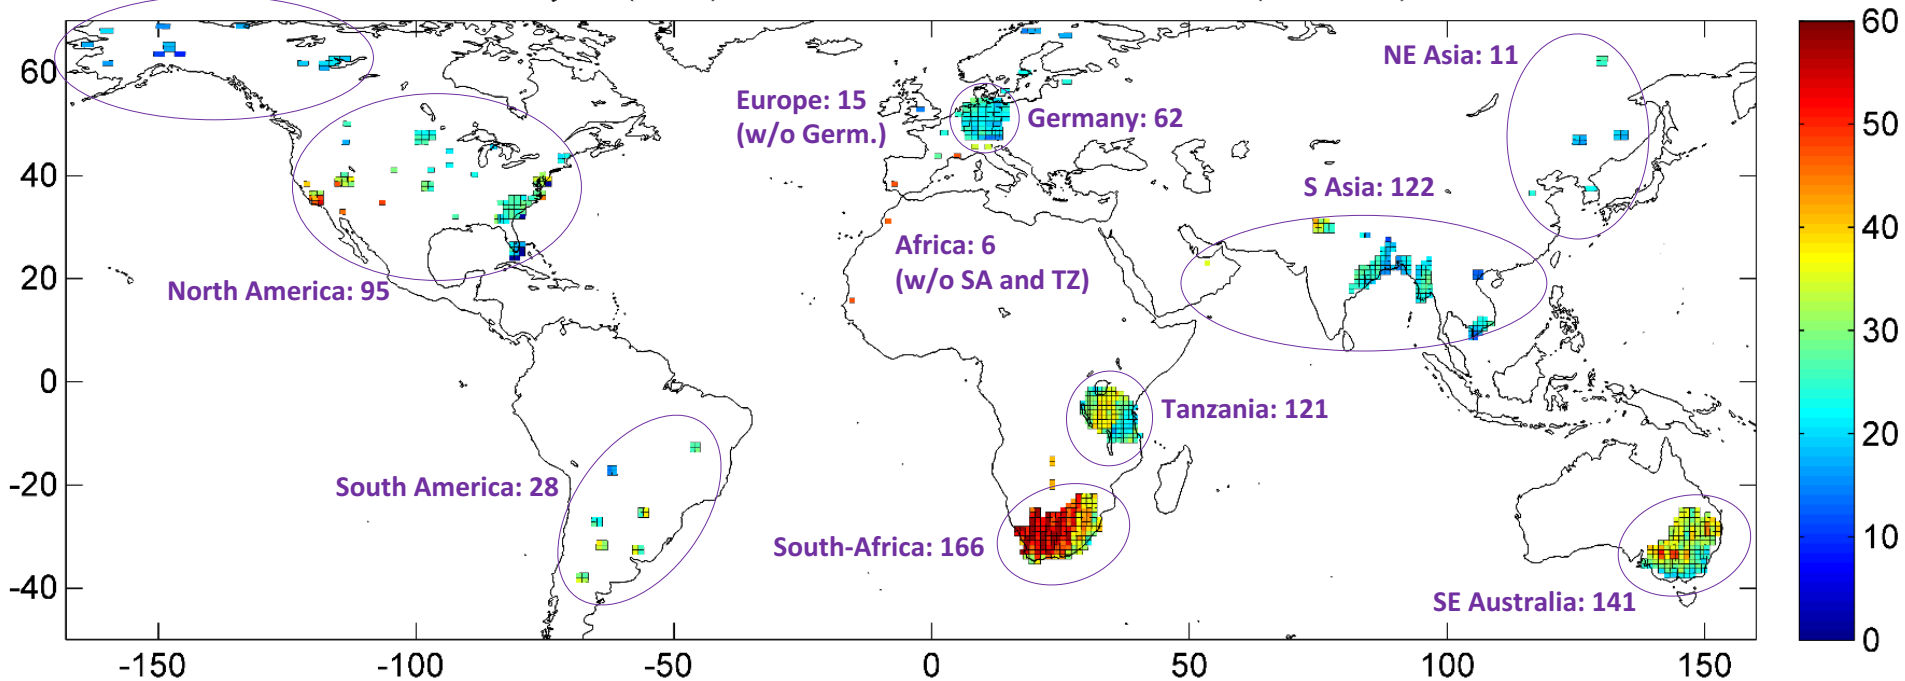 60
40
20
0
-20
-40
-150
-100
-50
0
50
100
150
60
50
40
30
20
10
0
NE Asia: 11
Europe: 15
(w/o Germ.)
Germany: 62
S Asia: 122
Africa: 6
(w/o SA and TZ)
North America: 95
Tanzania: 121
South America: 28
South-Africa: 166
SE Australia: 141